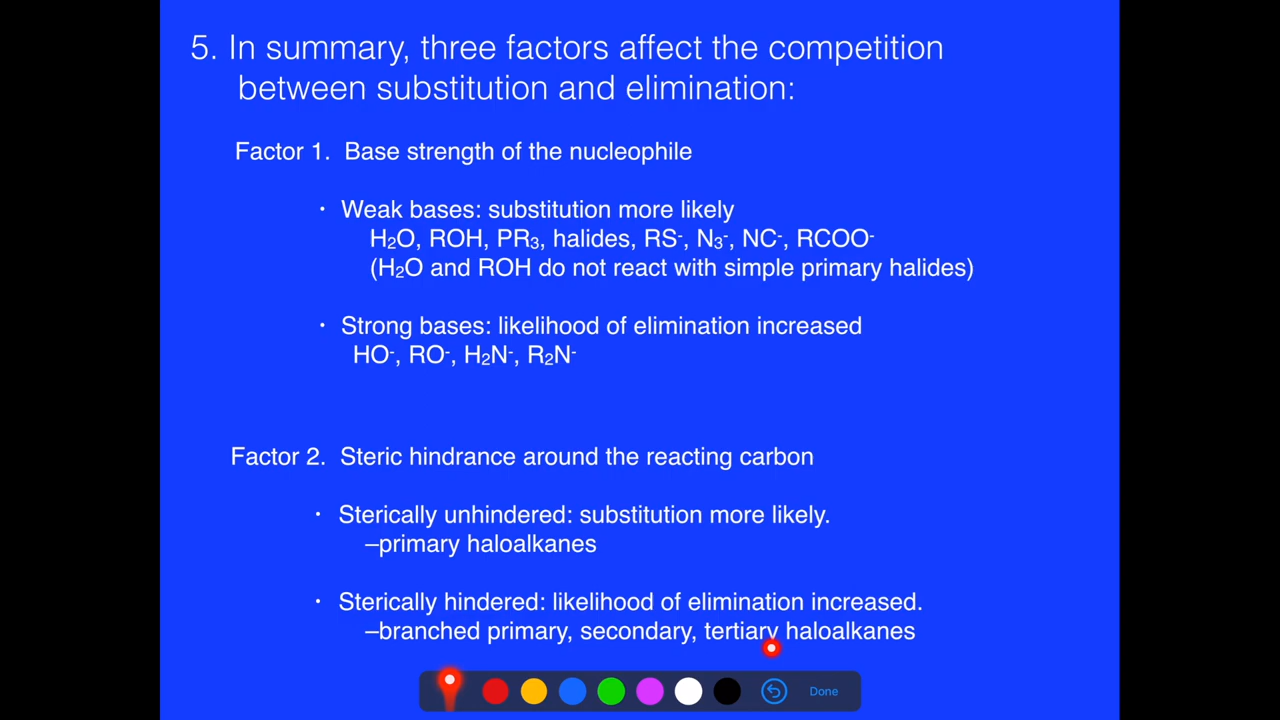 5. In summary, three factors affect the competition
between substitution and elimination:
Factor 1. Base strength of the nucleophile
· Weak bases: substitution more likely
H₂O, ROH, PR₃, halides, RS⁻, N₃⁻, NC⁻, RCOO⁻
(H₂O and ROH do not react with simple primary halides)
· Strong bases: likelihood of elimination increased
HO⁻, RO⁻, H₂N⁻, R₂N⁻
Factor 2. Steric hindrance around the reacting carbon
· Sterically unhindered: substitution more likely.
–primary haloalkanes
· Sterically hindered: likelihood of elimination increased.
–branched primary, secondary, tertiary haloalkanes
Done